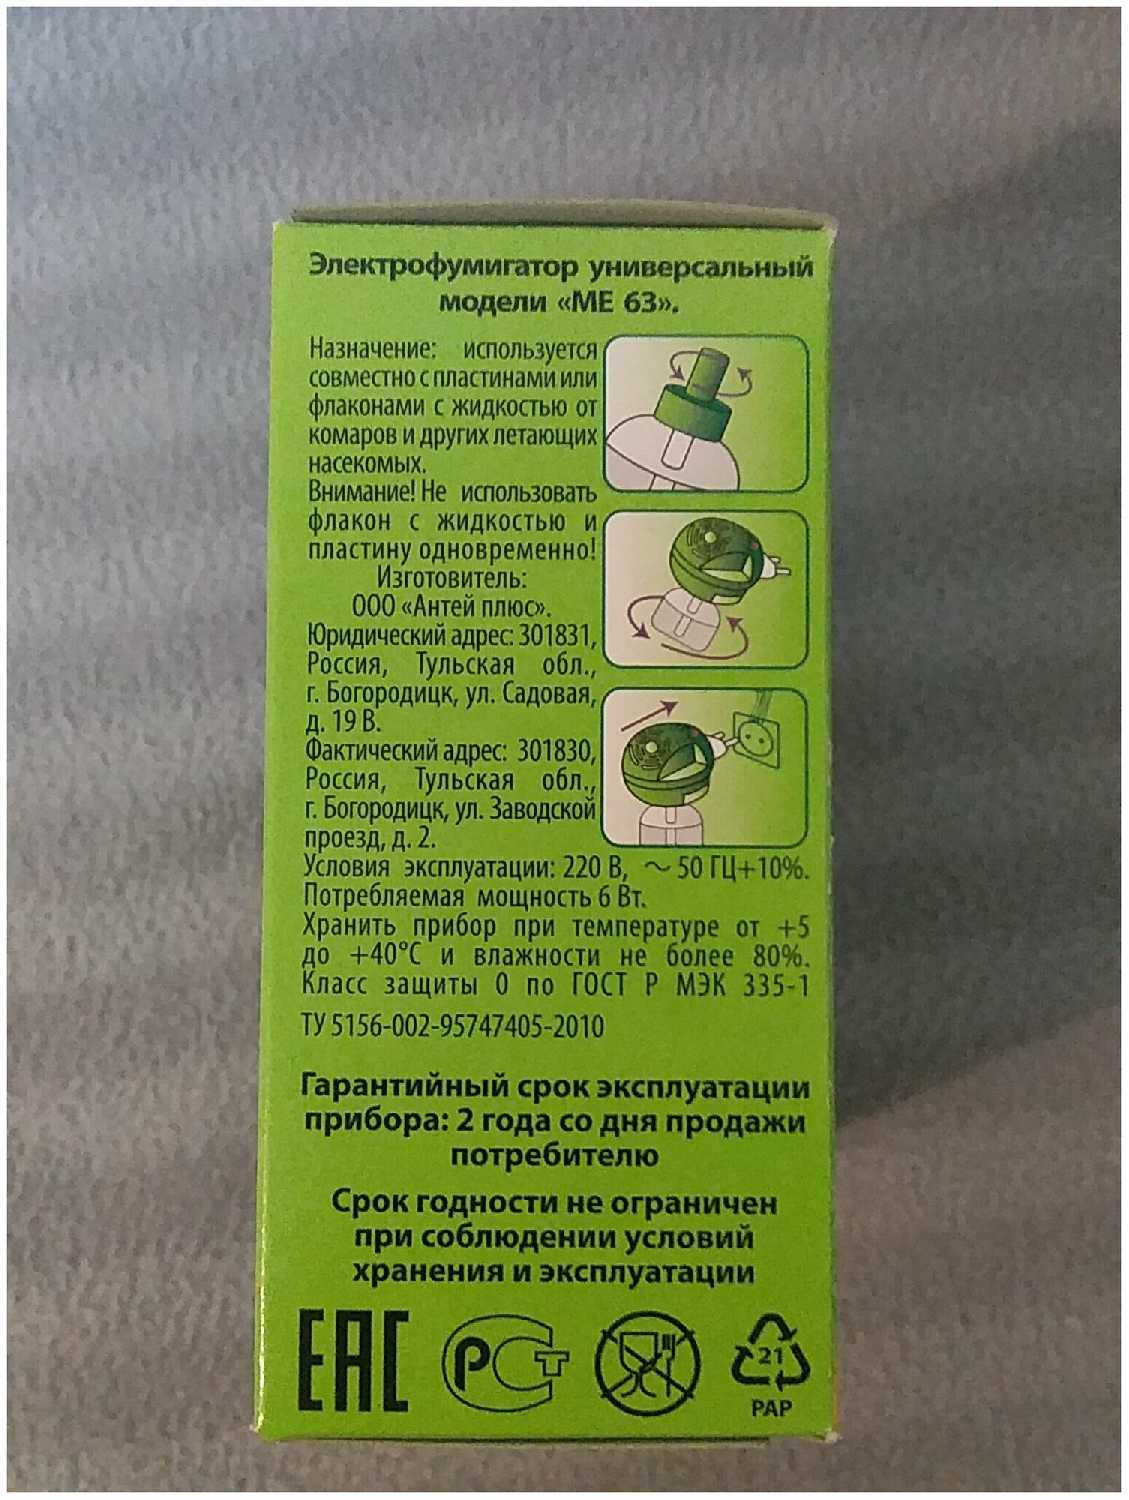 Электрофумигатор универсальный
модели «МЕ 63».
Назначение: используется
совместно с пластинами или
флаконами с жидкостью от
комаров и других летающих
насекомых.
Внимание! Не использовать
флакон с жидкостью и
пластину одновременно!
Изготовитель:
ООО «Антей плюс».
Юридический адрес: 301831,
Россия, Тульская обл.,
г. Богородицк, ул. Садовая,
д. 19 В.
Фактический адрес: 301830,
Россия, Тульская обл.,
г. Богородицк, ул. Заводской
проезд, д. 2.
Условия эксплуатации: 220 В, ~ 50 ГЦ+10%.
Потребляемая мощность 6 Вт.
Хранить прибор при температуре от +5
до +40°С и влажности не более 80%.
Класс защиты 0 по ГОСТ Р МЭК 335-1
ТУ 5156-002-95747405-2010
Гарантийный срок эксплуатации
прибора: 2 года со дня продажи
потребителю
Срок годности не ограничен
при соблюдении условий
хранения и эксплуатации
ЕАС РСТ 21
PAP